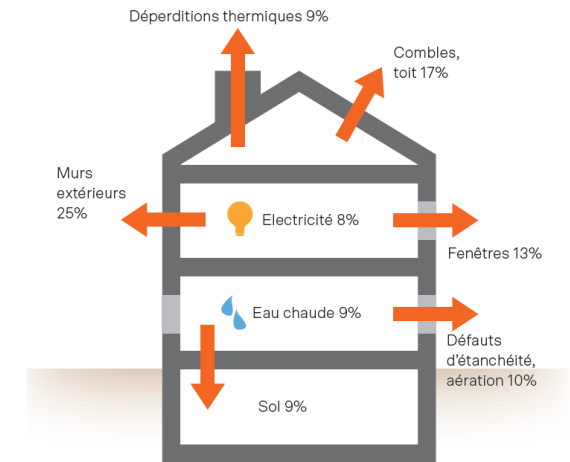 Déperditions thermiques 9%
Combles,
toit 17%
Murs
extérieurs
25%
Electricité 8%
Fenêtres 13%
Eau chaude 9%
Défauts
d'étanchéité,
aération 10%
Sol 9%